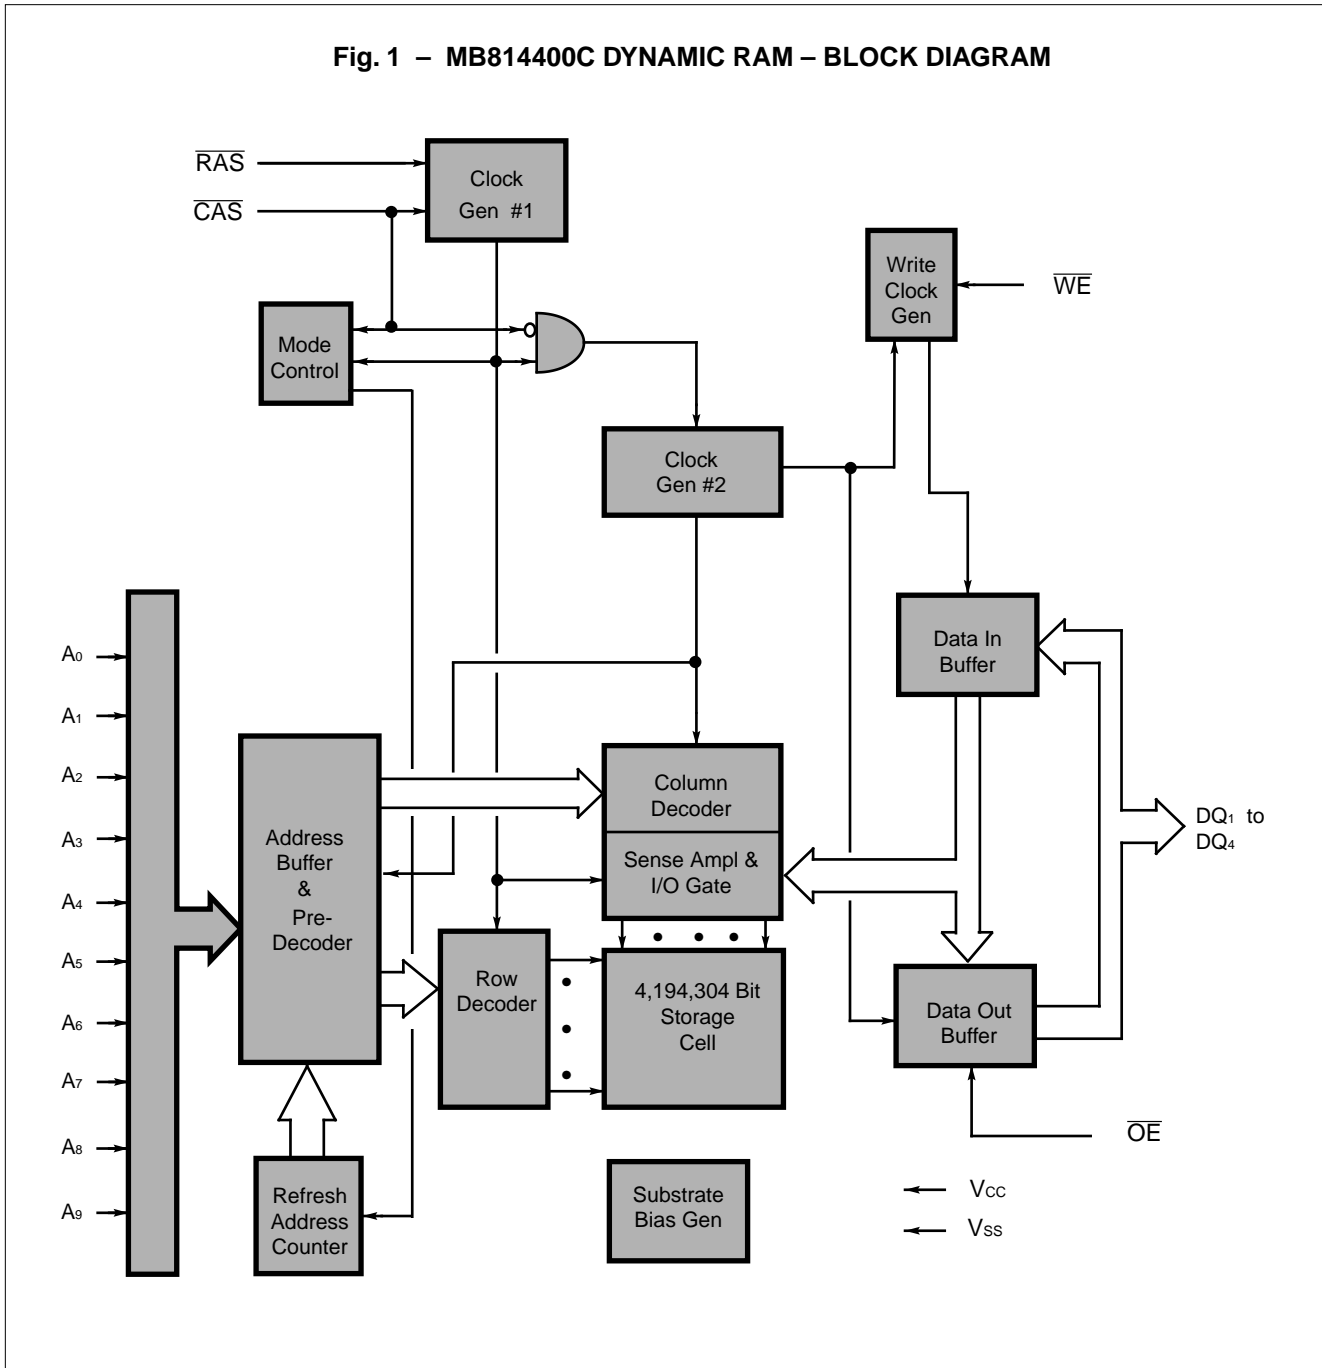 Fig. 1 – MB814400C DYNAMIC RAM – BLOCK DIAGRAM
RAS
CAS
Clock
Gen #1
Write
Clock
Gen
WE
Mode
Control
Clock
Gen #2
A0
A1
A2
A3
A4
A5
A6
A7
A8
A9
Address
Buffer
&
Pre-
Decoder
Refresh
Address
Counter
Row
Decoder
Column
Decoder
Sense Ampl &
I/O Gate
4,194,304 Bit
Storage
Cell
Substrate
Bias Gen
Data In
Buffer
DQ1 to
DQ4
Data Out
Buffer
OE
VCC
VSS